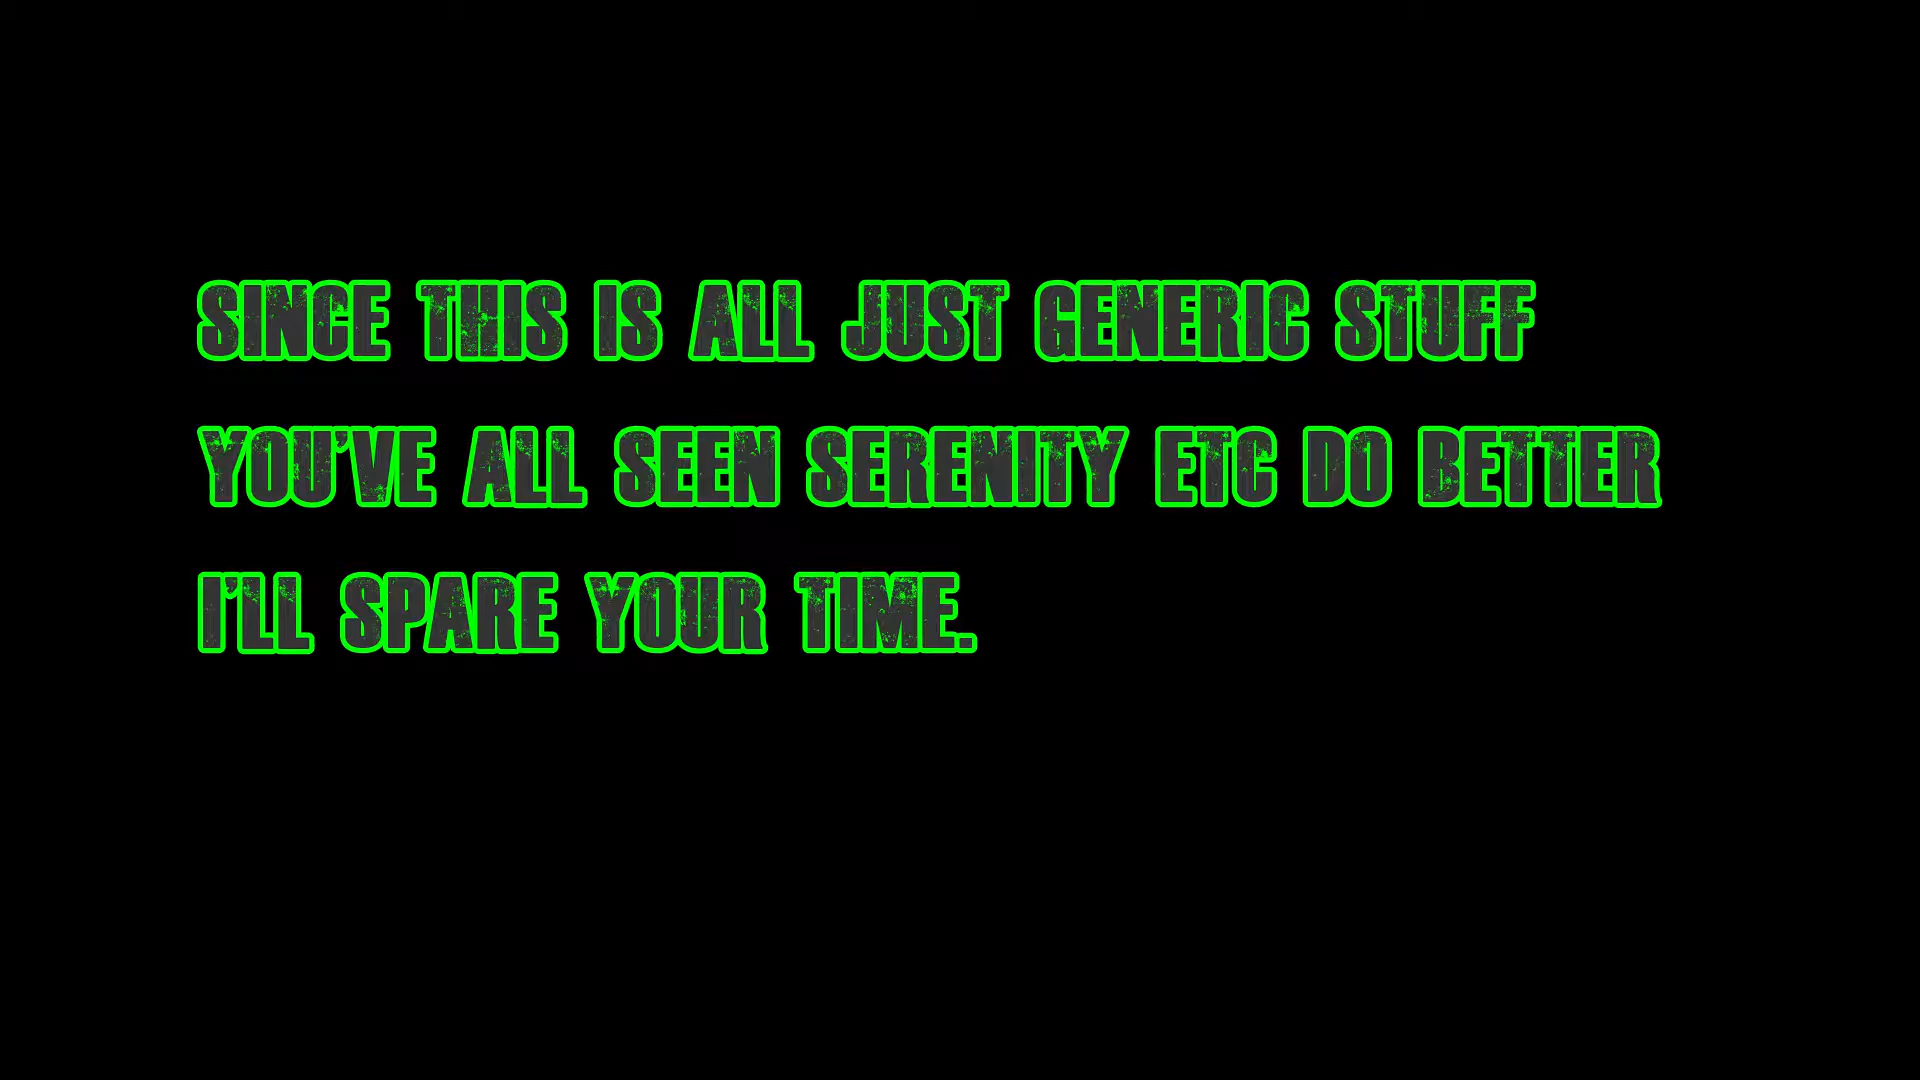 SINCE THIS IS ALL JUST GENERIC STUFF
YOU'VE ALL SEEN SERENITY ETC DO BETTER
I'LL SPARE YOUR TIME.